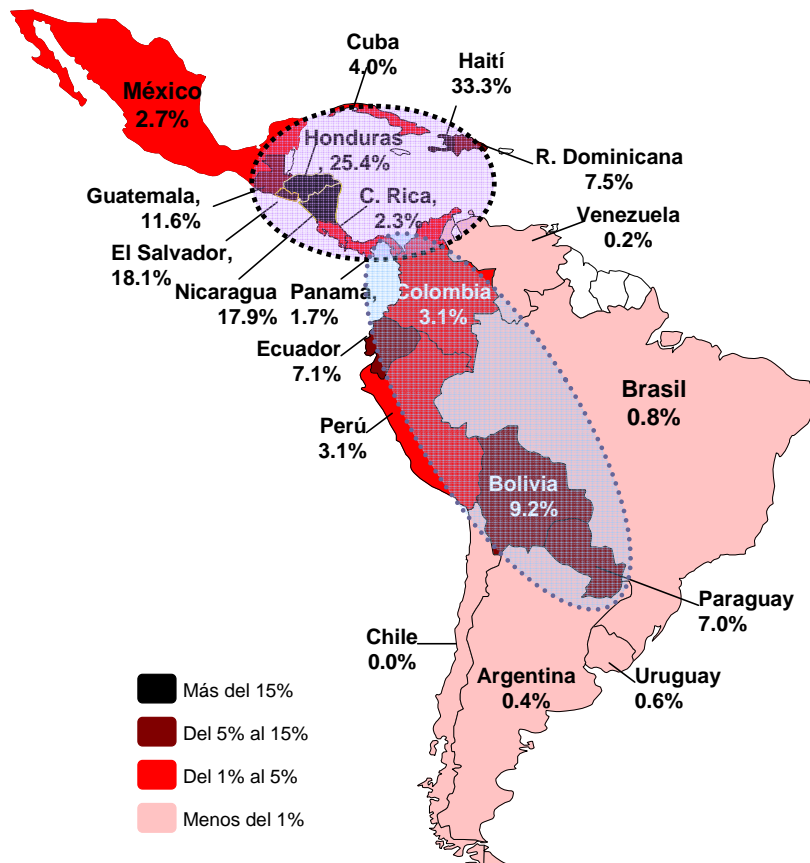 Cuba
4.0%
Haití
33.3%
México
2.7%
Honduras
, 25.4%
R. Dominicana
7.5%
Guatemala,
11.6%
C. Rica,
2.3%
Venezuela
0.2%
El Salvador,
18.1%
Nicaragua
17.9%
Panamá,
1.7%
Colombia
3.1%
Ecuador
7.1%
Brasil
0.8%
Perú
3.1%
Bolivia
9.2%
Paraguay
7.0%
Chile
0.0%
Argentina
0.4%
Uruguay
0.6%
Más del 15%
Del 5% al 15%
Del 1% al 5%
Menos del 1%